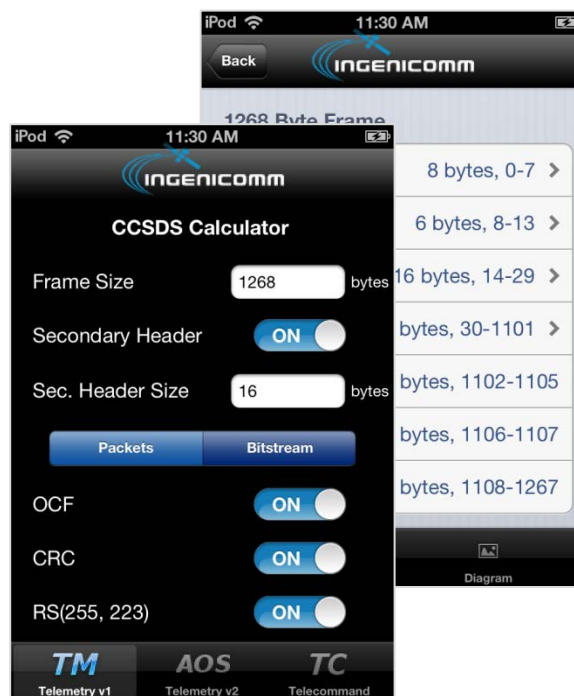 iPod 11:30 AM
Back INGENICOMM
1268 Byte Frame
8 bytes, 0-7
6 bytes, 8-13
16 bytes, 14-29
bytes, 30-1101
bytes, 1102-1105
bytes, 1106-1107
bytes, 1108-1267
Diagram
iPod 11:30 AM
INGENICOMM
CCSDS Calculator
Frame Size 1268 bytes
Secondary Header ON
Sec. Header Size 16 bytes
Packets Bitstream
OCF ON
CRC ON
RS(255, 223) ON
TM AOS TC
Telemetry v1 Telemetry v2 Telecommand